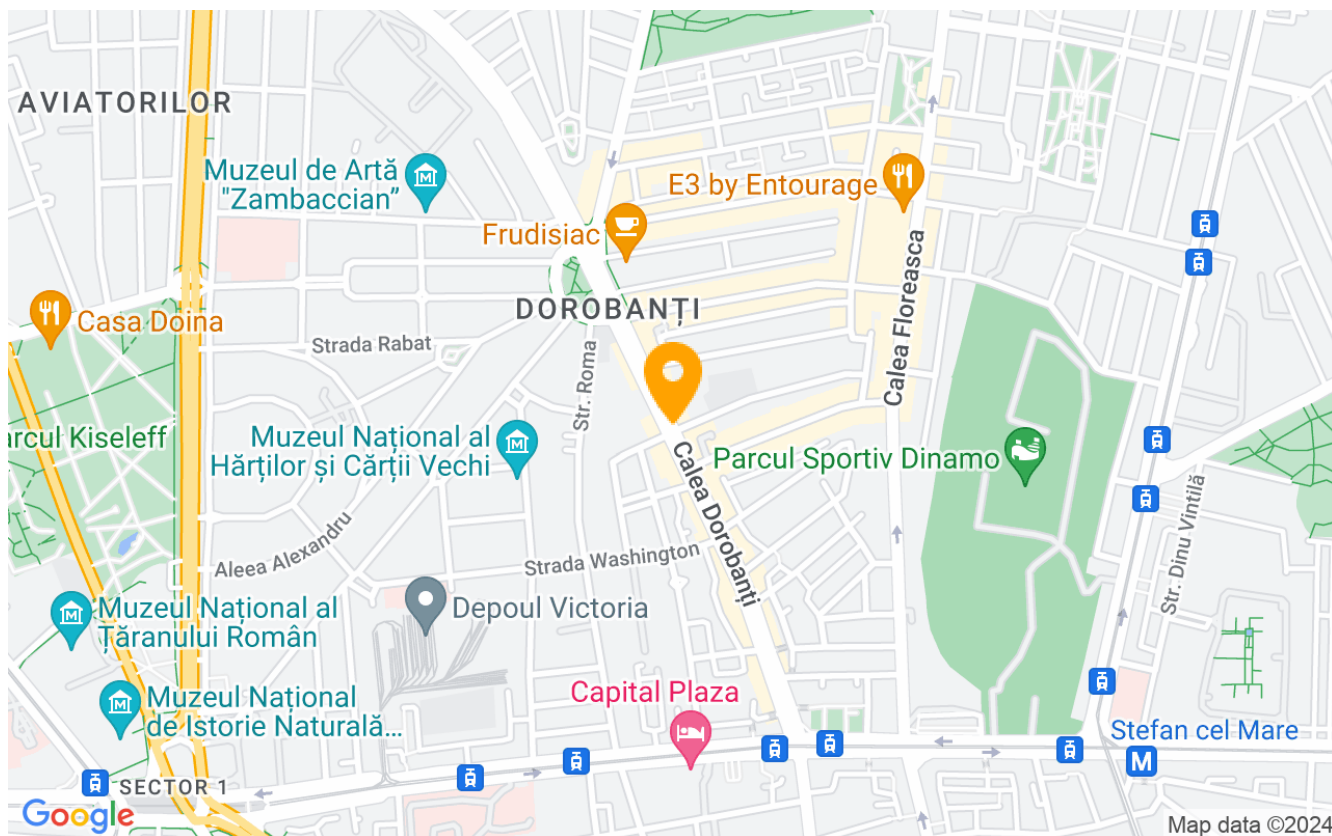 AVIATORILOR
Muzeul de Artă
"Zambaccian”
E3 by Entourage
Frudisiac
DOROBANȚI
Casa Doina
Strada Rabat
Str. Roma
Calea Floreasca
arcul Kiseleff
Muzeul Național al
Hărților și Cărții Vechi
Parcul Sportiv Dinamo
Calea Dorobanți
Str. Dinu Vintilă
Aleea Alexandru
Strada Washington
Muzeul Național al
Țăranului Român
Depoul Victoria
Muzeul Național
de Istorie Naturală...
Capital Plaza
Stefan cel Mare
M
SECTOR 1
Google
Map data ©2024